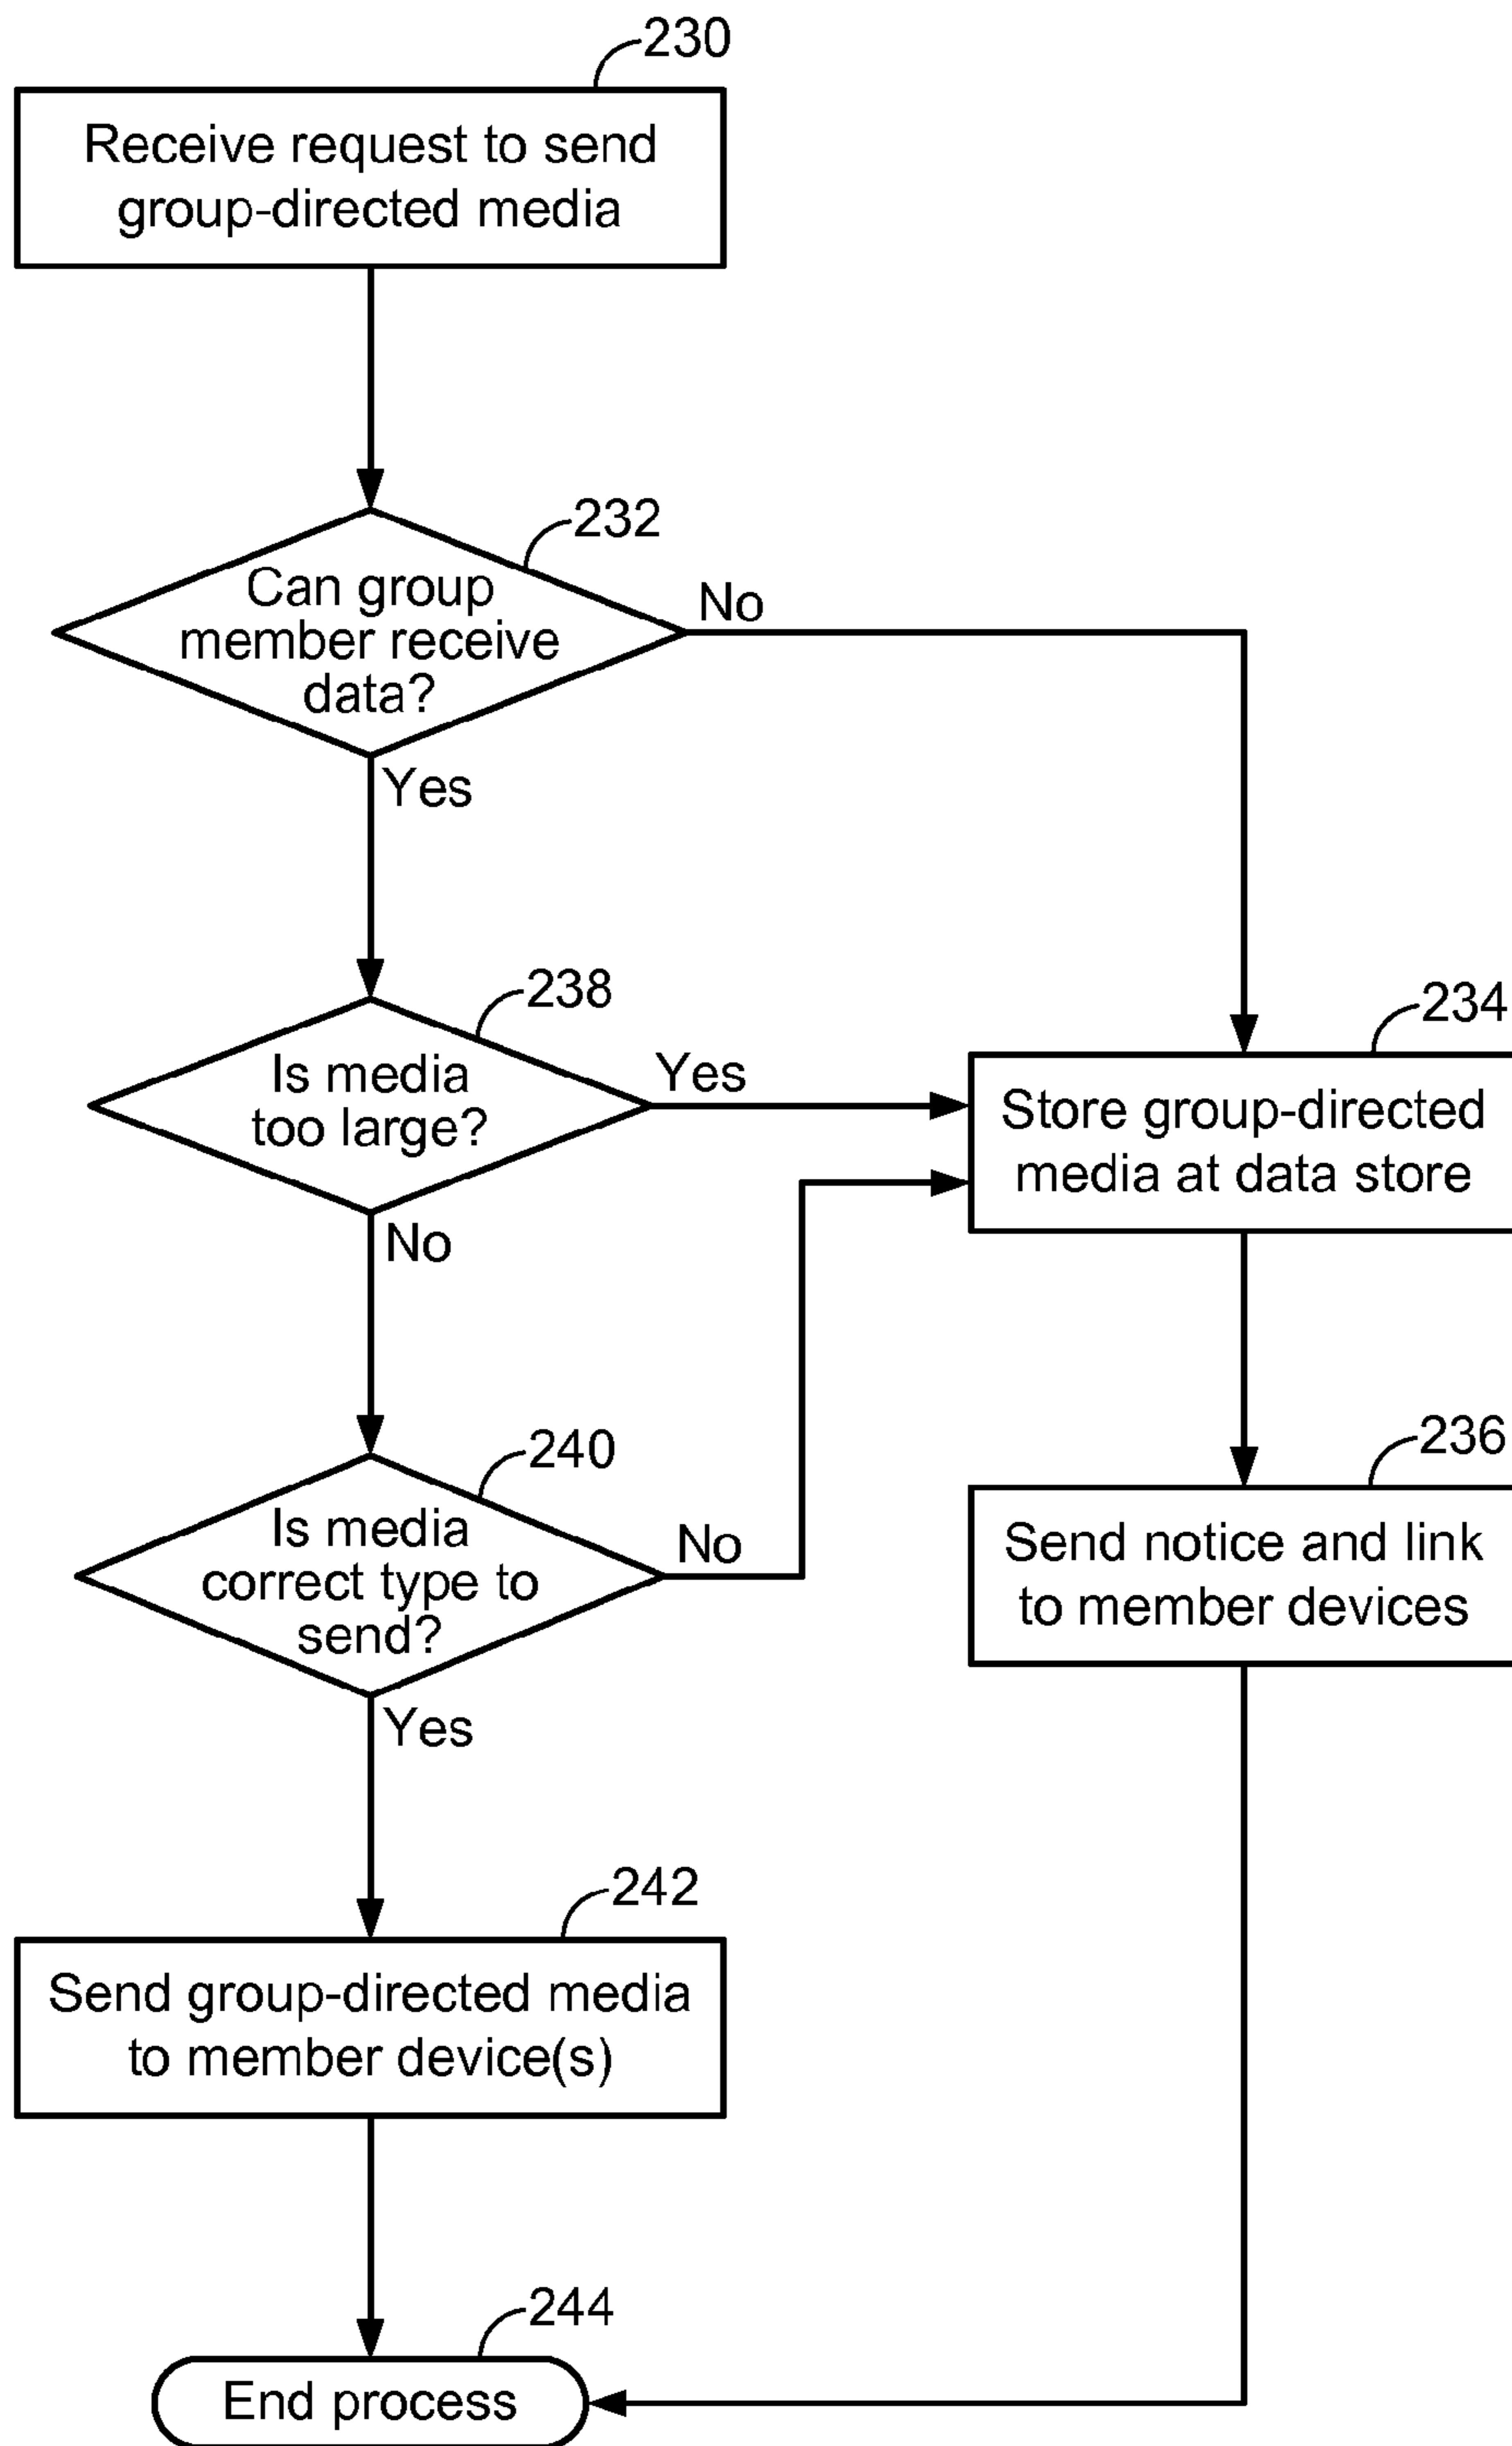 230
Receive request to send
group-directed media
232
Can group
member receive
data?
No
Yes
238
Is media
too large?
Yes
No
234
Store group-directed
media at data store
240
Is media
correct type to
send?
No
Yes
236
Send notice and link
to member devices
242
Send group-directed media
to member device(s)
244
End process